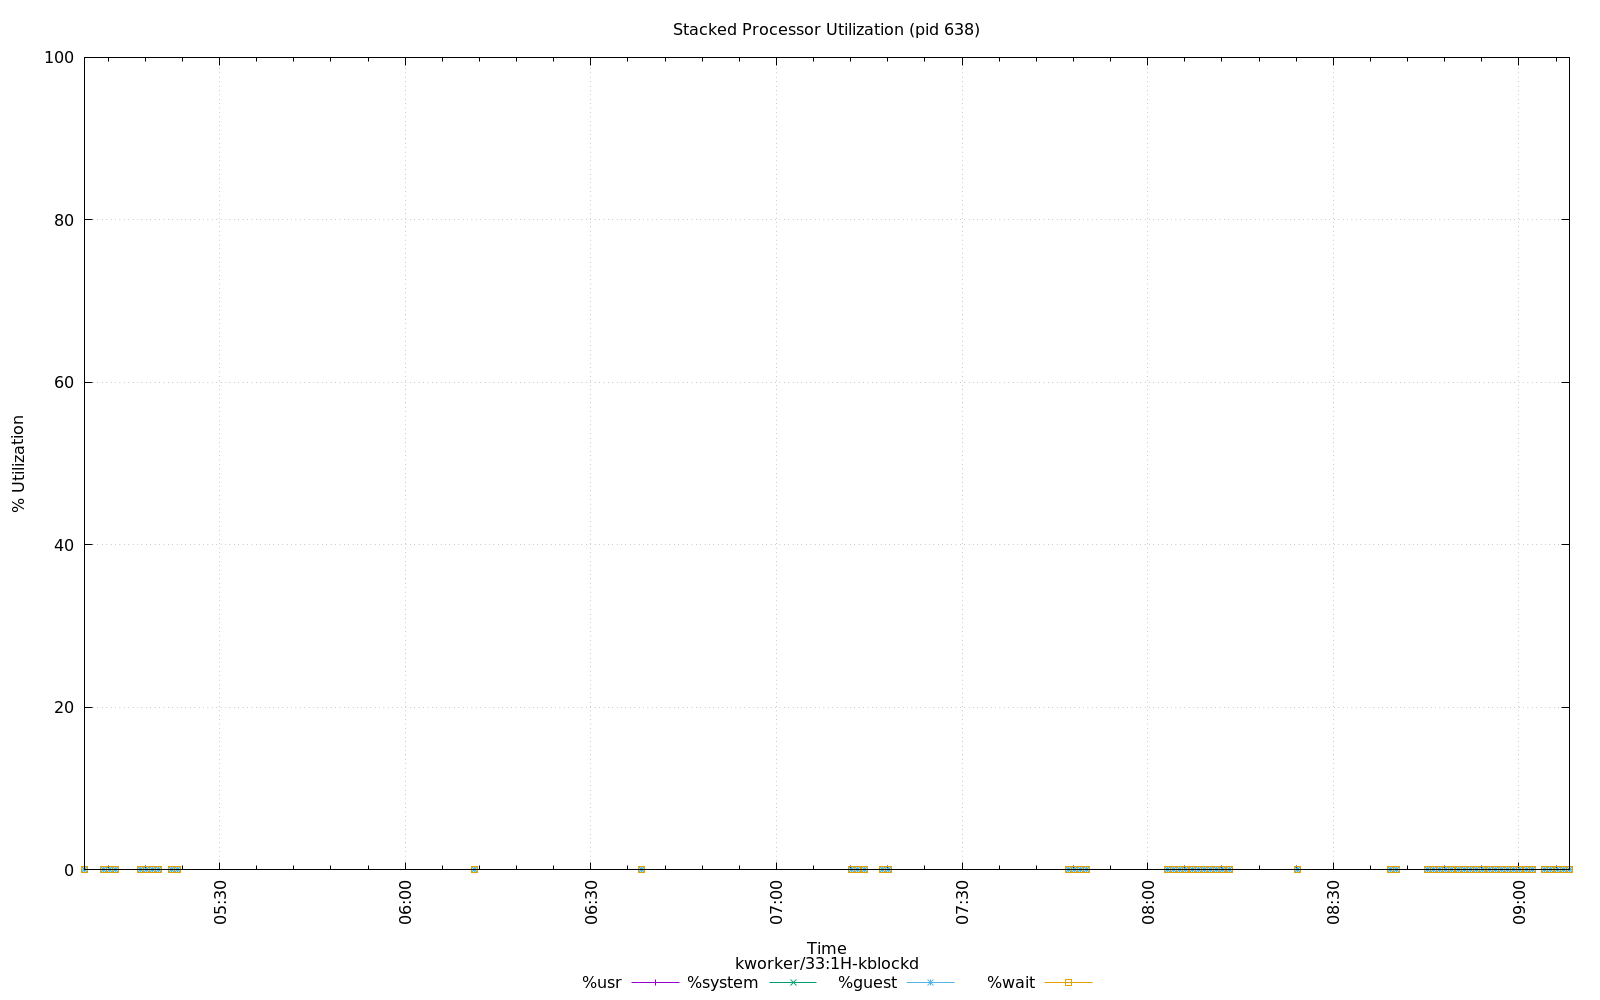 Stacked Processor Utilization (pid 638)
100
80
60
40
20
0
% Utilization
05:30
06:00
06:30
07:00
07:30
08:00
08:30
09:00
Time
kworker/33:1H-kblockd
%usr %system %guest %wait